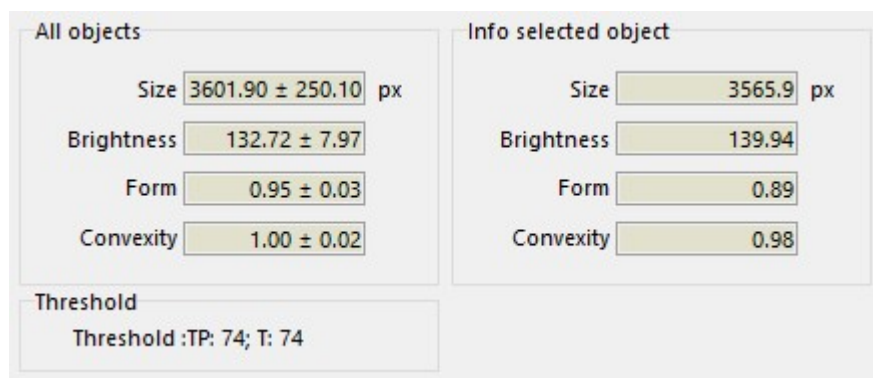 All objects
Size 3601.90 ± 250.10 px
Brightness 132.72 ± 7.97
Form 0.95 ± 0.03
Convexity 1.00 ± 0.02
Info selected object
Size 3565.9 px
Brightness 139.94
Form 0.89
Convexity 0.98
Threshold
Threshold :TP: 74; T: 74